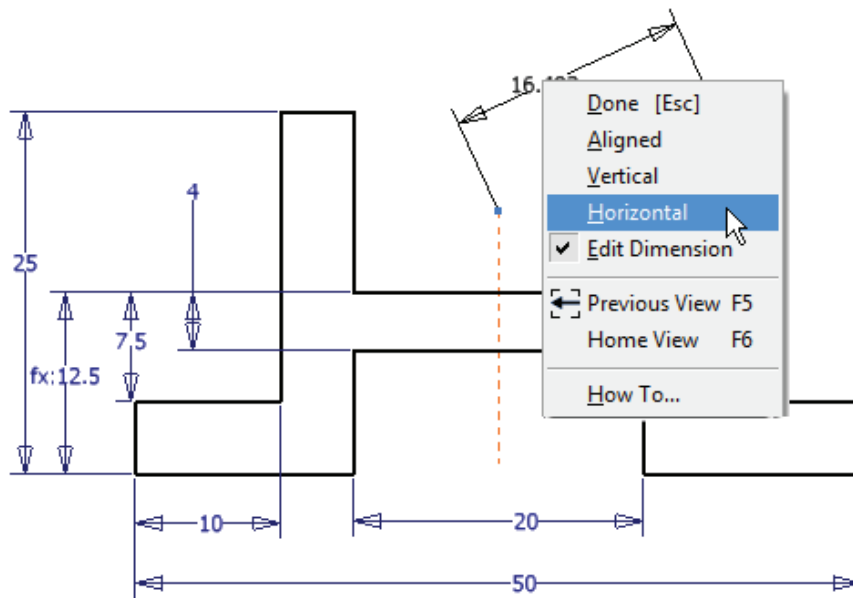 Done [Esc]
Aligned
Vertical
Horizontal
Edit Dimension
Previous View F5
Home View F6
How To...
4
25
7.5
fx:12.5
10
20
50